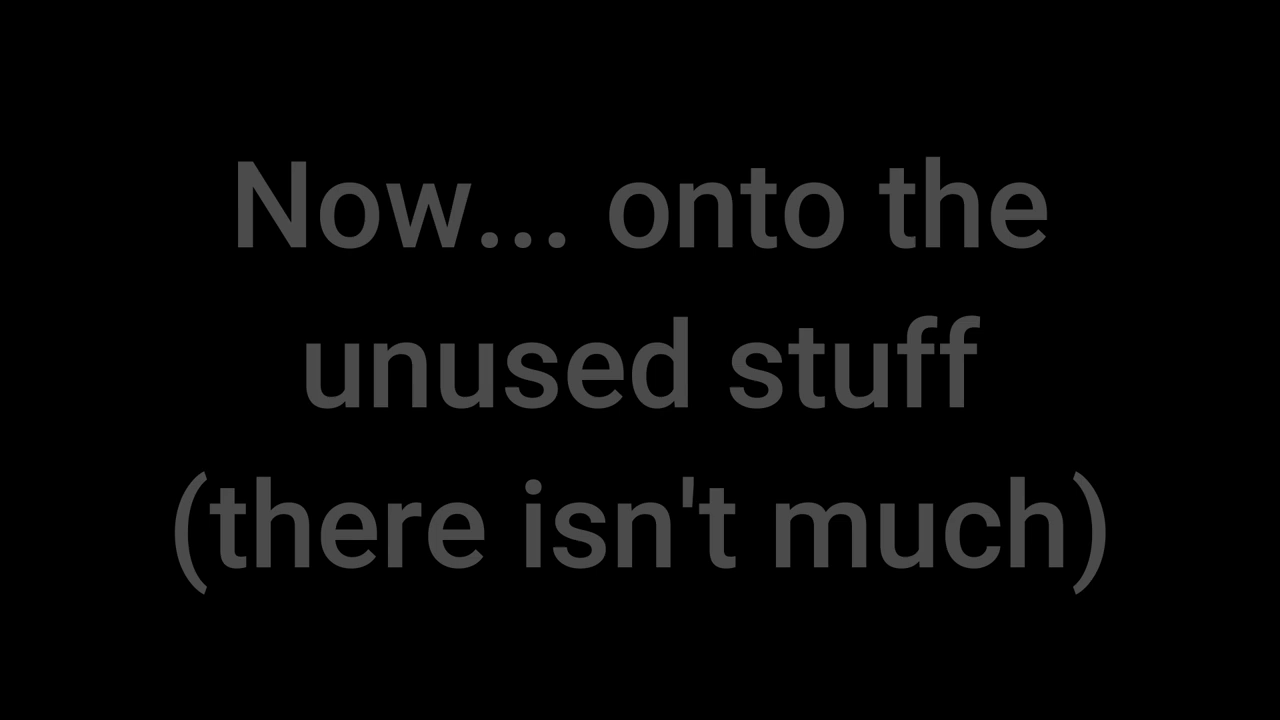 Now... onto the
unused stuff
(there isn't much)